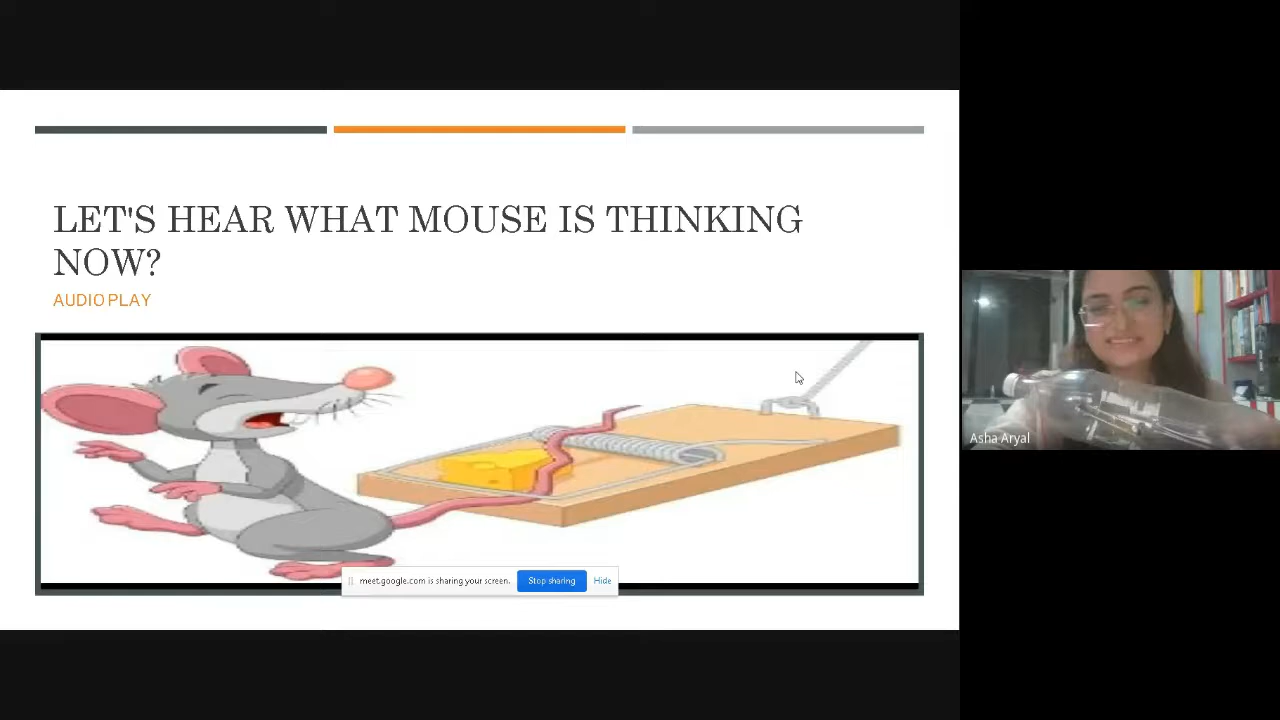 LET'S HEAR WHAT MOUSE IS THINKING
NOW?
AUDIO PLAY
meet.google.com is sharing your screen.
Stop sharing
Hide
Asha Aryal